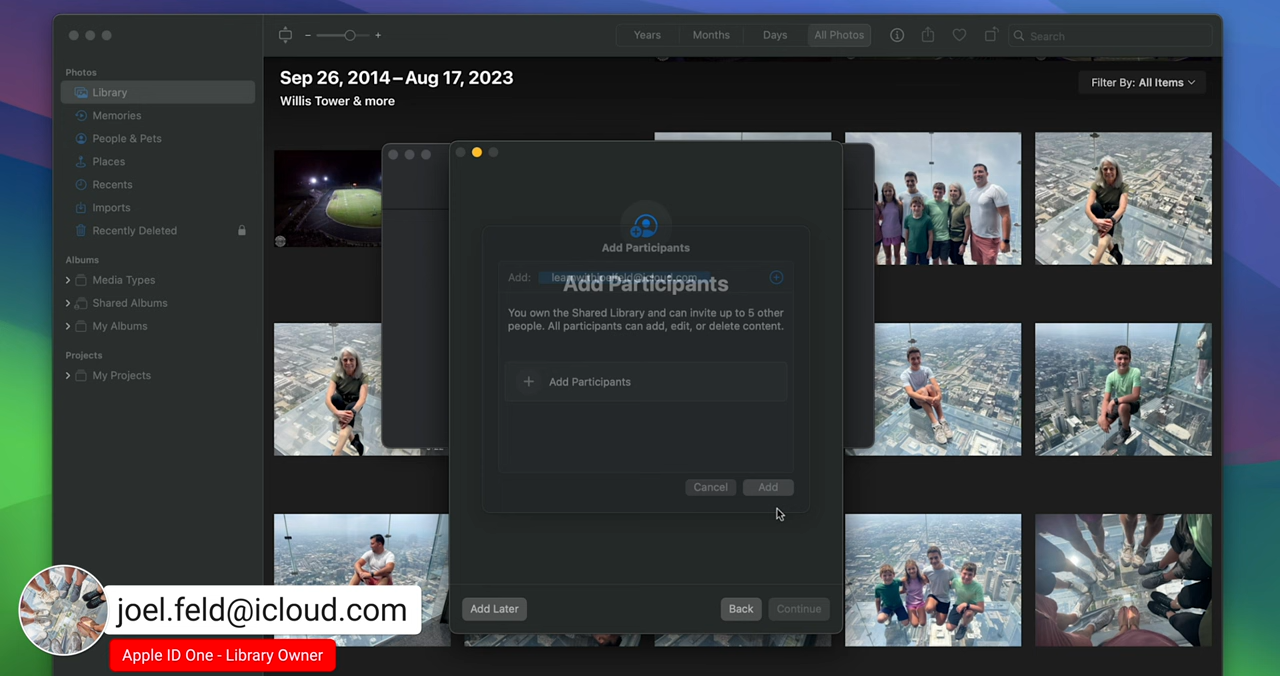 Years Months Days All Photos
Search
Photos
Library
Memories
People & Pets
Places
Recents
Imports
Recently Deleted
Albums
Media Types
Shared Albums
My Albums
Projects
My Projects
Sep 26, 2014 – Aug 17, 2023
Willis Tower & more
Filter By: All Items
Add Participants
Add:
Add Participants
You own the Shared Library and can invite up to 5 other
people. All participants can add, edit, or delete content.
Add Participants
Cancel Add
Add Later Back Continue
joel.feld@icloud.com
Apple ID One - Library Owner